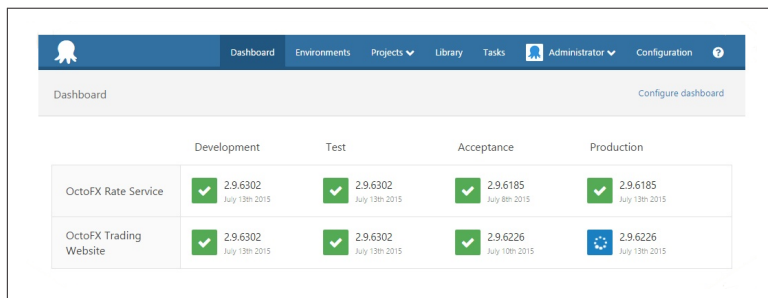 Dashboard Environments Projects Library Tasks Administrator Configuration ?
Dashboard Configure dashboard
Development Test Acceptance Production
OctoFX Rate Service
2.9.6302 2.9.6302 2.9.6185 2.9.6185
July 13th 2015 July 13th 2015 July 8th 2015 July 13th 2015
OctoFX Trading
Website
2.9.6302 2.9.6302 2.9.6226 2.9.6226
July 13th 2015 July 13th 2015 July 10th 2015 July 13th 2015